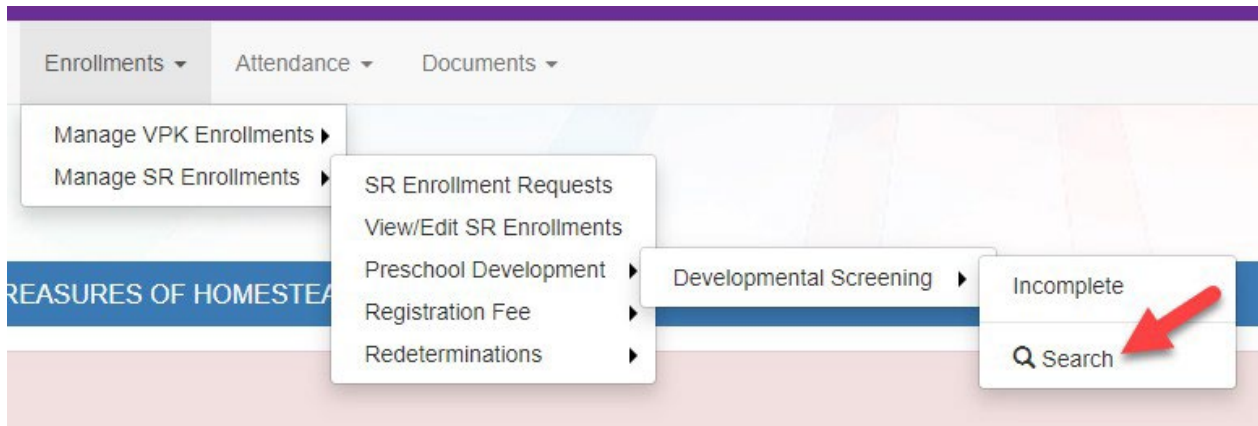 Enrollments
Attendance
Documents
Manage VPK Enrollments
Manage SR Enrollments
SR Enrollment Requests
View/Edit SR Enrollments
Preschool Development
Registration Fee
Redeterminations
Developmental Screening
Incomplete
Search
REASURES OF HOMESTEA